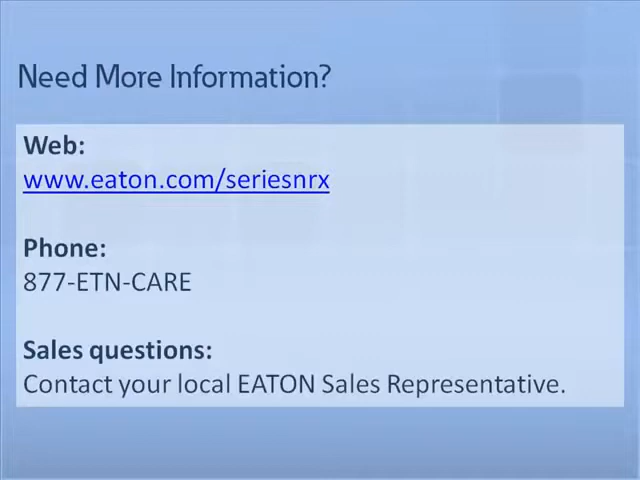 Need More Information?
Web:
www.eaton.com/seriesnrx
Phone:
877-ETN-CARE
Sales questions:
Contact your local EATON Sales Representative.